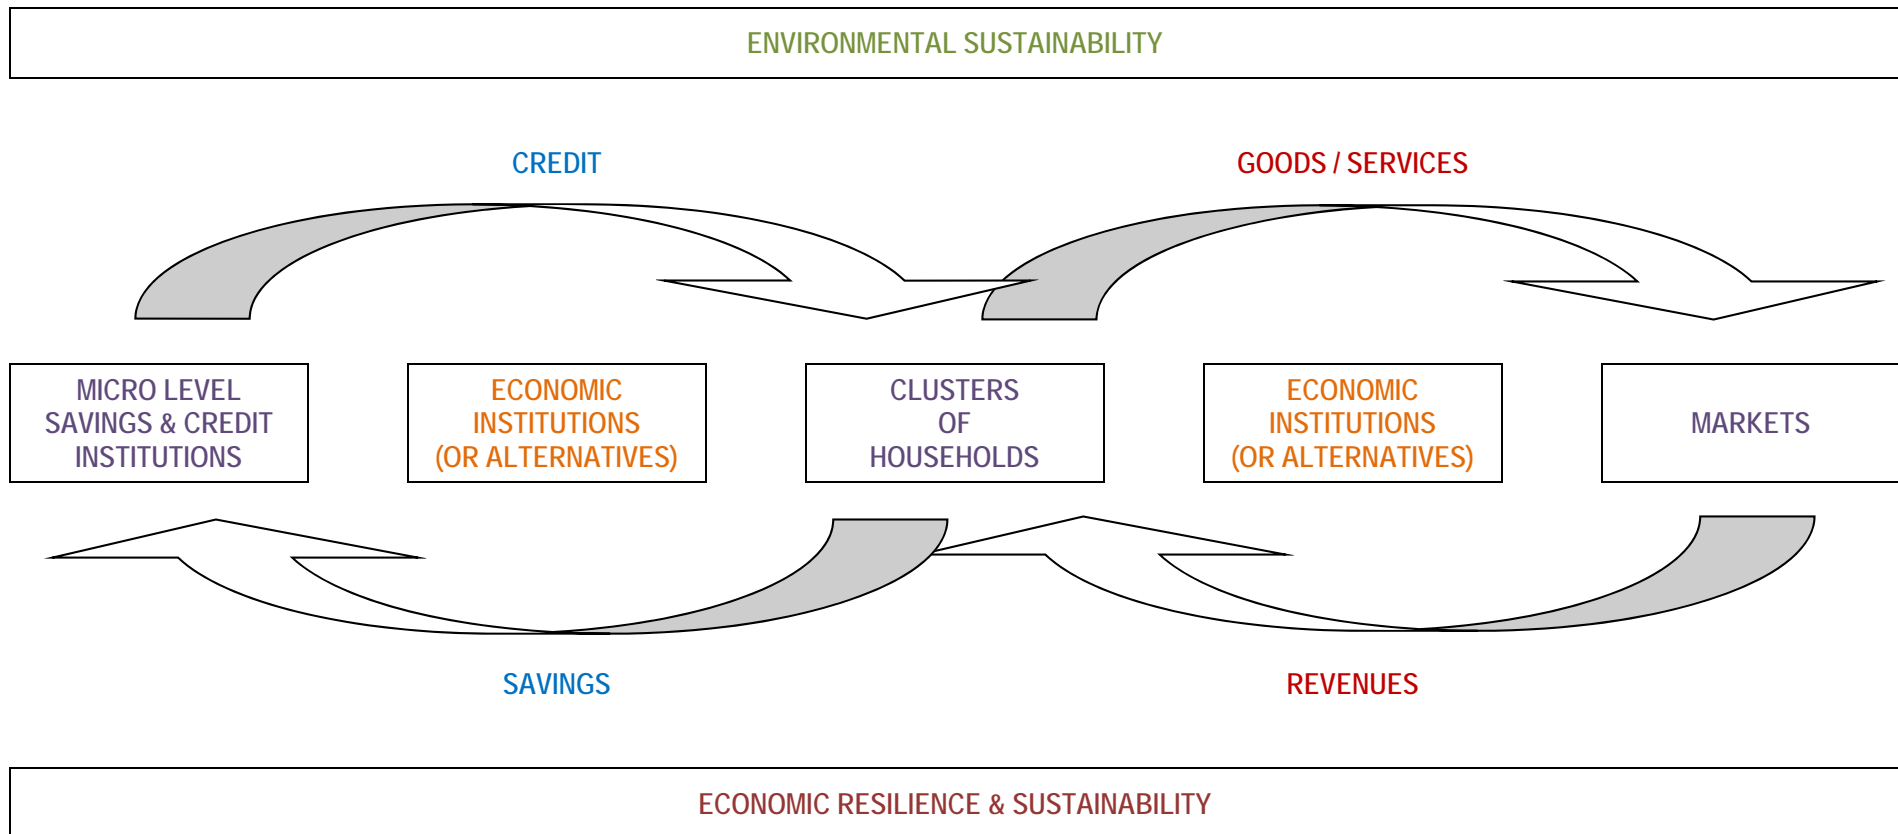 ENVIRONMENTAL SUSTAINABILITY
CREDIT
GOODS / SERVICES
MICRO LEVEL
SAVINGS & CREDIT
INSTITUTIONS
ECONOMIC
INSTITUTIONS
(OR ALTERNATIVES)
CLUSTERS
OF
HOUSEHOLDS
ECONOMIC
INSTITUTIONS
(OR ALTERNATIVES)
MARKETS
SAVINGS
REVENUES
ECONOMIC RESILIENCE & SUSTAINABILITY